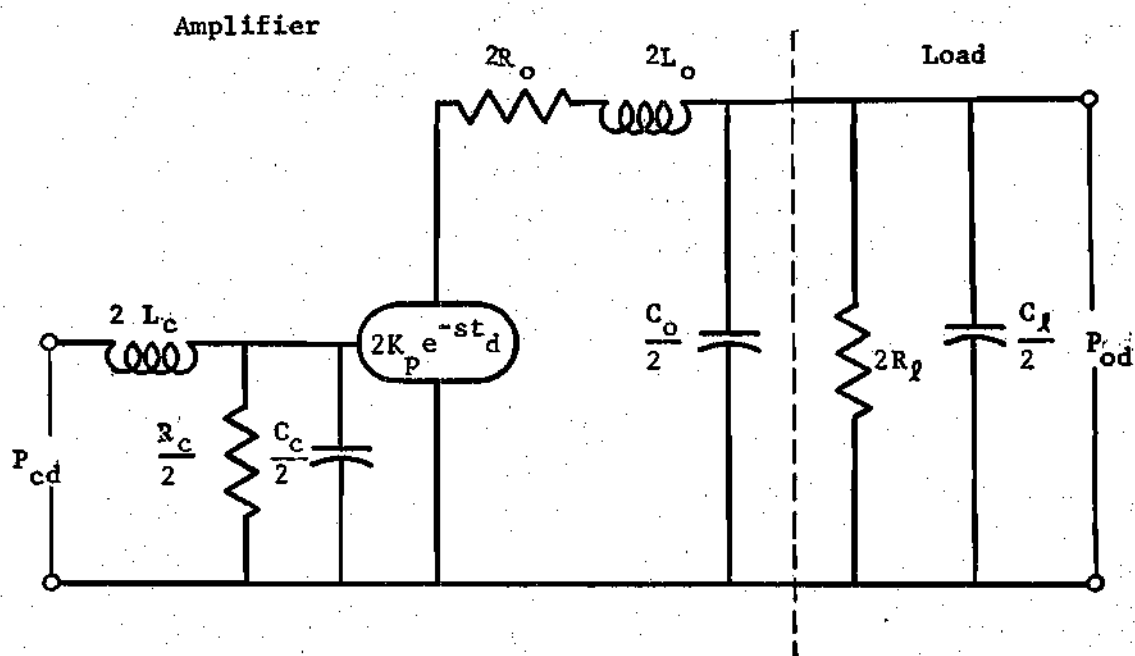 Amplifier
2R_o
2L_o
Load
2 L_c
2K_p e^{-st_d}
C_o/2
2R_ℓ
C_ℓ/2
P_od
P_cd
R_c/2
C_c/2